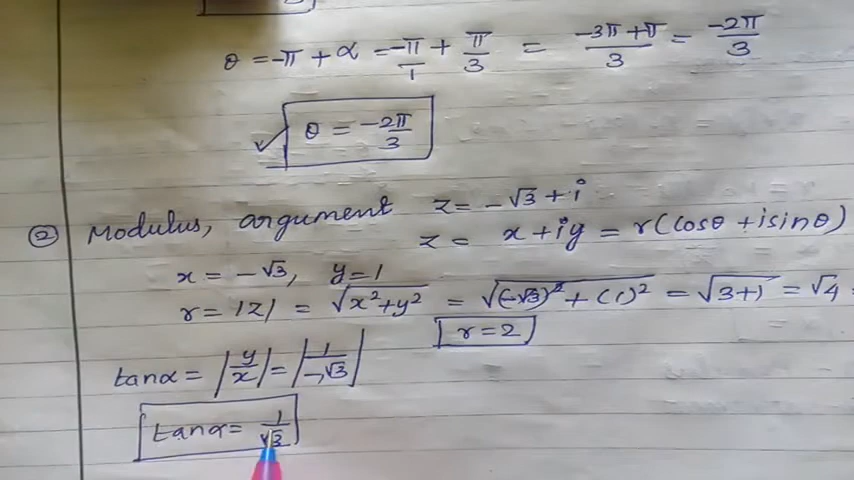 θ = -π + α = -π/1 + π/3 = (-3π + π)/3 = -2π/3
θ = -2π/3
② Modulus, argument z = -√3 + i
z = x + iy = r(cosθ + i sinθ)
x = -√3, y = 1
r = |z| = √(x² + y²) = √((-√3)² + (1)²) = √(3+1) = √4 =
r = 2
tanα = |y/x| = |1/-√3|
tanα = 1/√3